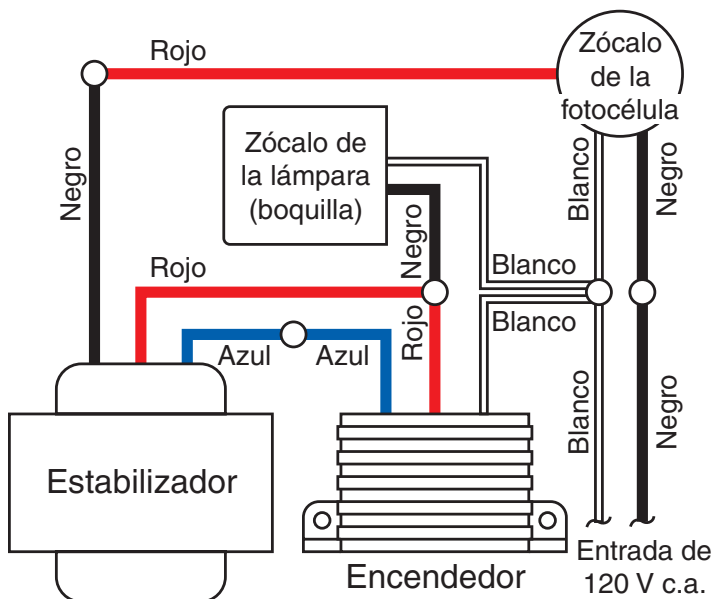 Rojo
Zócalo
de la
fotocélula
Zócalo de
la lámpara
(boquilla)
Negro
Blanco
Negro
Negro
Rojo
Blanco
Blanco
Rojo
Azul
Azul
Blanco
Negro
Estabilizador
Encendedor
Entrada de
120 V c.a.